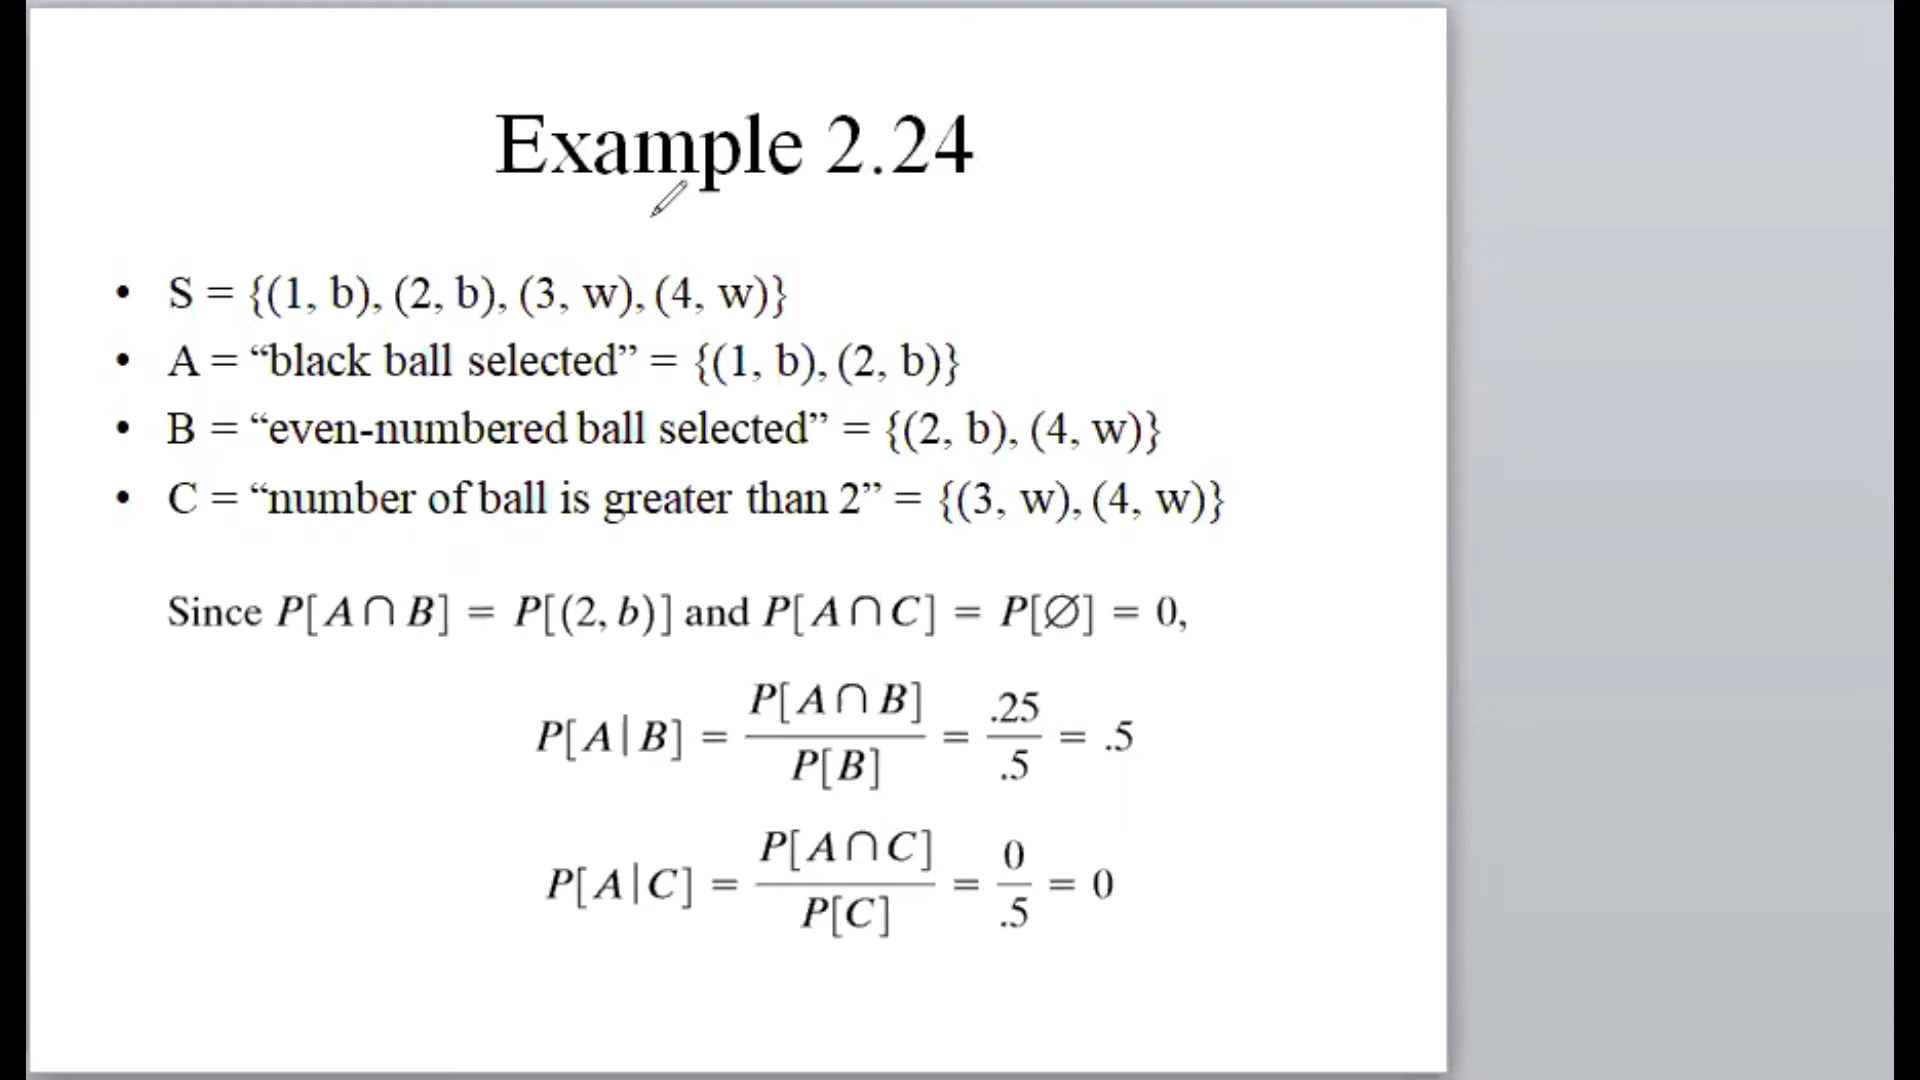 Example 2.24
• S = {(1, b), (2, b), (3, w), (4, w)}
• A = “black ball selected” = {(1, b), (2, b)}
• B = “even-numbered ball selected” = {(2, b), (4, w)}
• C = “number of ball is greater than 2” = {(3, w), (4, w)}
Since P[A ∩ B] = P[(2, b)] and P[A ∩ C] = P[∅] = 0,
P[A | B] = P[A ∩ B] / P[B] = .25 / .5 = .5
P[A | C] = P[A ∩ C] / P[C] = 0 / .5 = 0